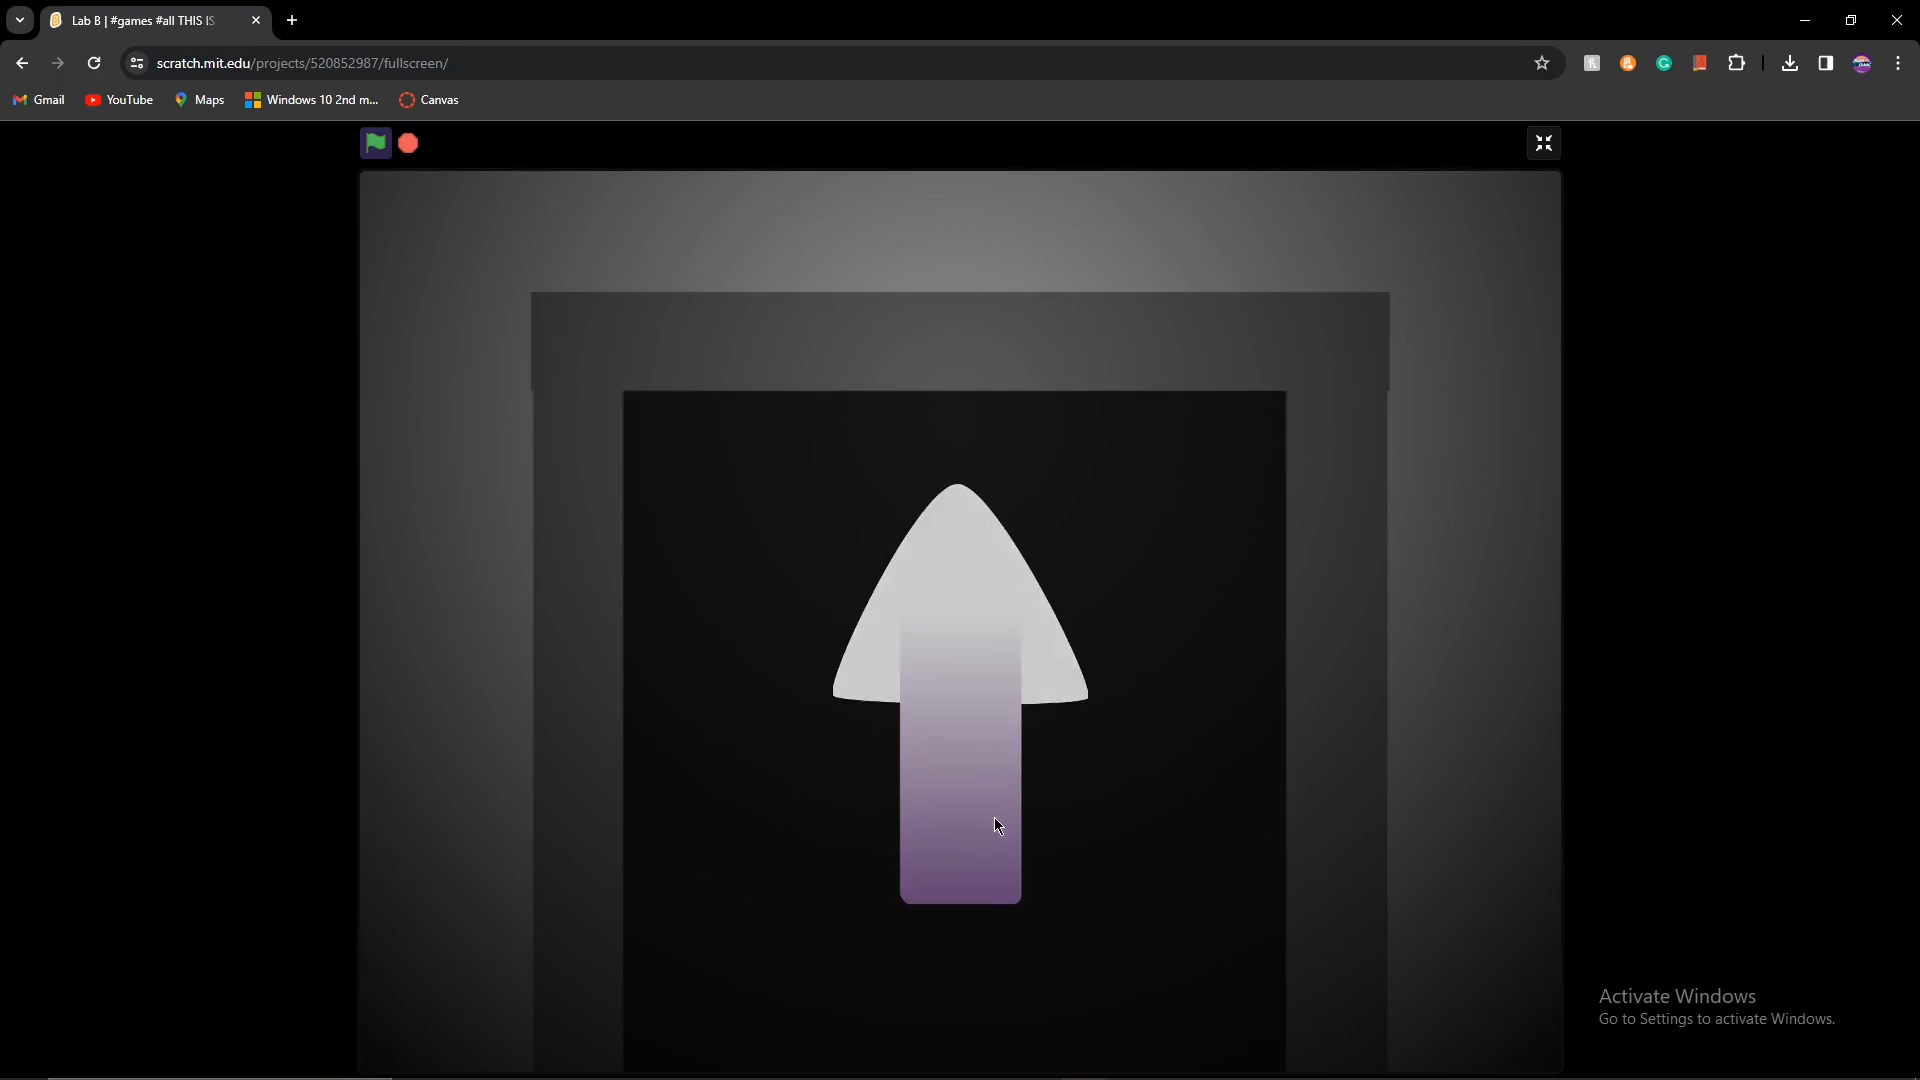 Lab B | #games #all THIS IS
scratch.mit.edu/projects/520852987/fullscreen/
Gmail
YouTube
Maps
Windows 10 2nd m...
Canvas
Activate Windows
Go to Settings to activate Windows.